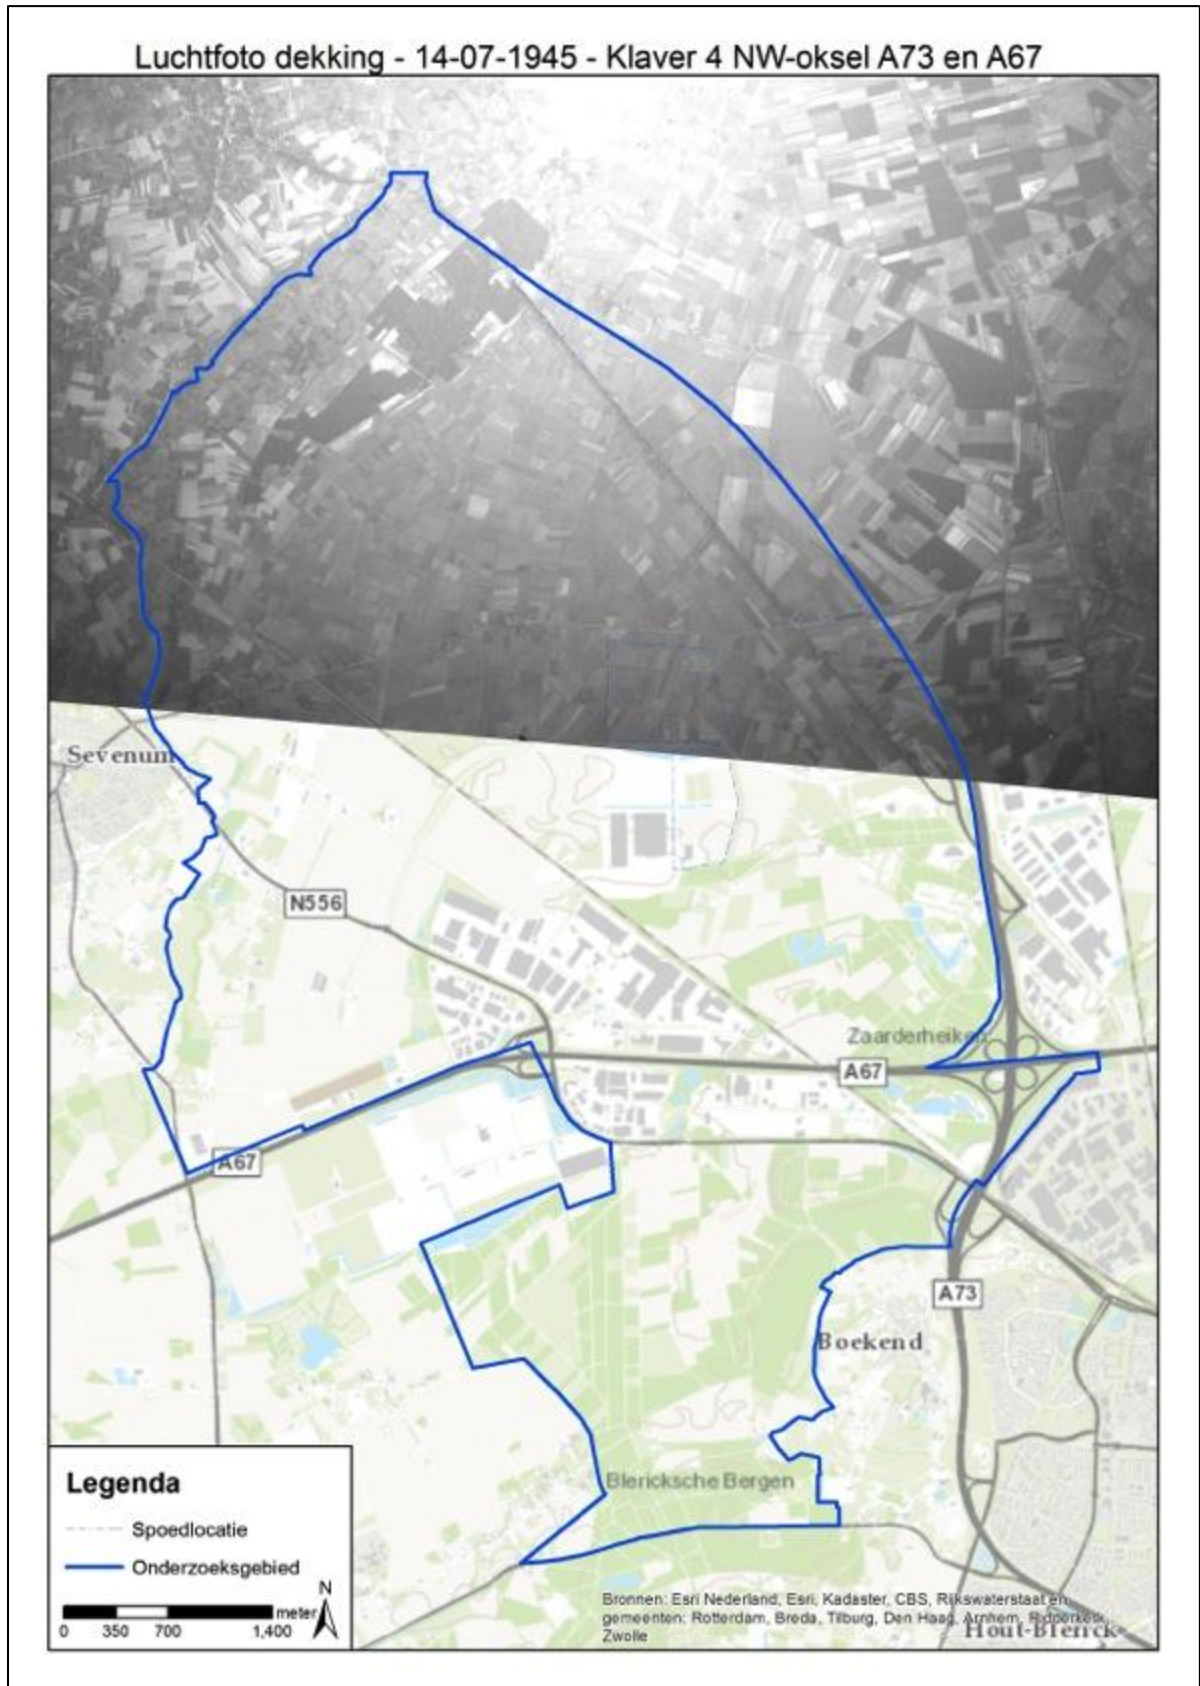 Luchtfoto dekking - 14-07-1945 - Klaver 4 NW-oksel A73 en A67
Sevenum
N556
Zaarderheiken
A67
A67
A73
Boekend
Blericksche Bergen
Legenda
Spoedlocatie
Onderzoeksgebied
N
meter
0 350 700 1,400
Bronnen: Esri Nederland, Esri, Kadaster, CBS, Rijkswaterstaat en
gemeenten: Rotterdam, Breda, Tilburg, Den Haag, Arnhem, Ridderkerk,
Zwolle
Hout-Blerick